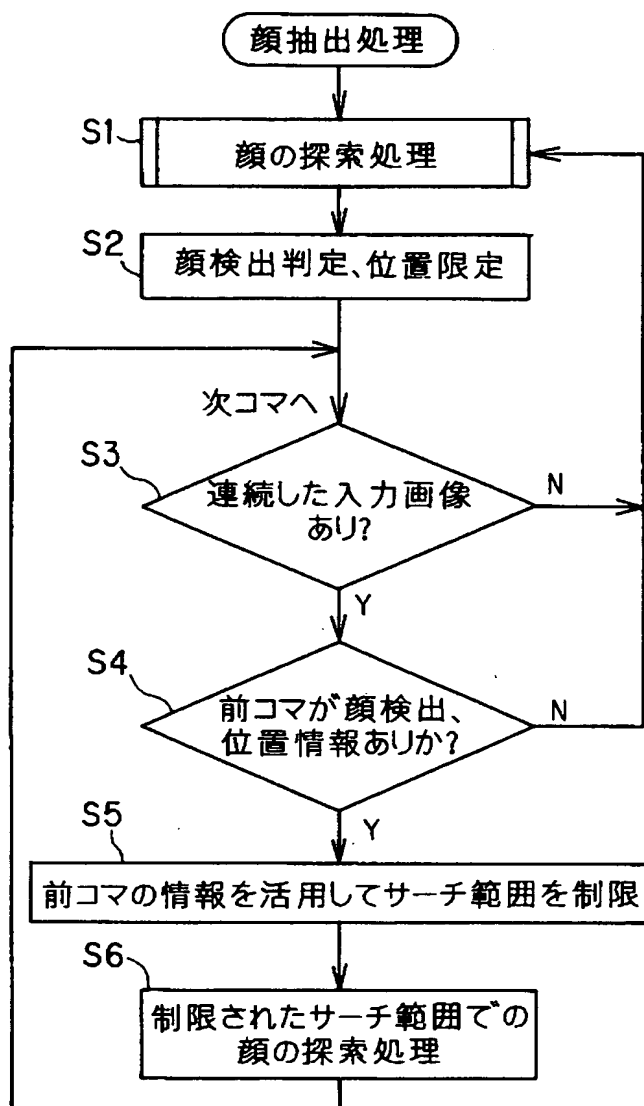 顔抽出処理
S1
顔の探索処理
S2
顔検出判定、位置限定
次コマへ
S3
連続した入力画像
あり?
N
Y
S4
前コマが顔検出、
位置情報ありか?
N
Y
S5
前コマの情報を活用してサーチ範囲を制限
S6
制限されたサーチ範囲での
顔の探索処理